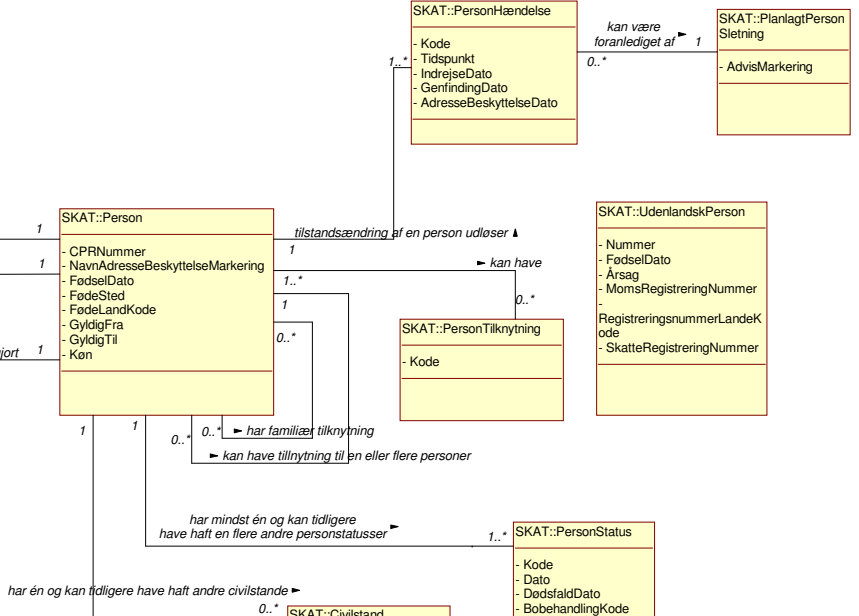 SKAT::PersonHændelse
- Kode
- Tidspunkt
- IndrejseDato
- GenfindingDato
- AdresseBeskyttelseDato
1..*
kan være
foranlediget af
1
0..*
SKAT::PlanlagtPerson
Sletning
- AdvisMarkering
SKAT::Person
- CPRNummer
- NavnAdresseBeskyttelseMarkering
- FødselDato
- FødeSted
- FødeLandKode
- GyldigFra
- GyldigTil
- Køn
1
1
1
tilstandsændring af en person udløser
1
kan have
1..*
0..*
1
0..*
SKAT::PersonTilknytning
- Kode
SKAT::UdenlandskPerson
- Nummer
- FødselDato
- Årsag
- MomsRegistreringNummer
-
RegistreringsnummerLandeK
ode
- SkatteRegistreringNummer
1
1
0..*
0..*
har familiær tilknytning
kan have tillnytning til en eller flere personer
har mindst én og kan tidligere
have haft en flere andre personstatusser
1..*
SKAT::PersonStatus
- Kode
- Dato
- DødsfaldDato
- BobehandlingKode
har én og kan tidligere have haft andre civilstande
0..*
SKAT::Civilstand